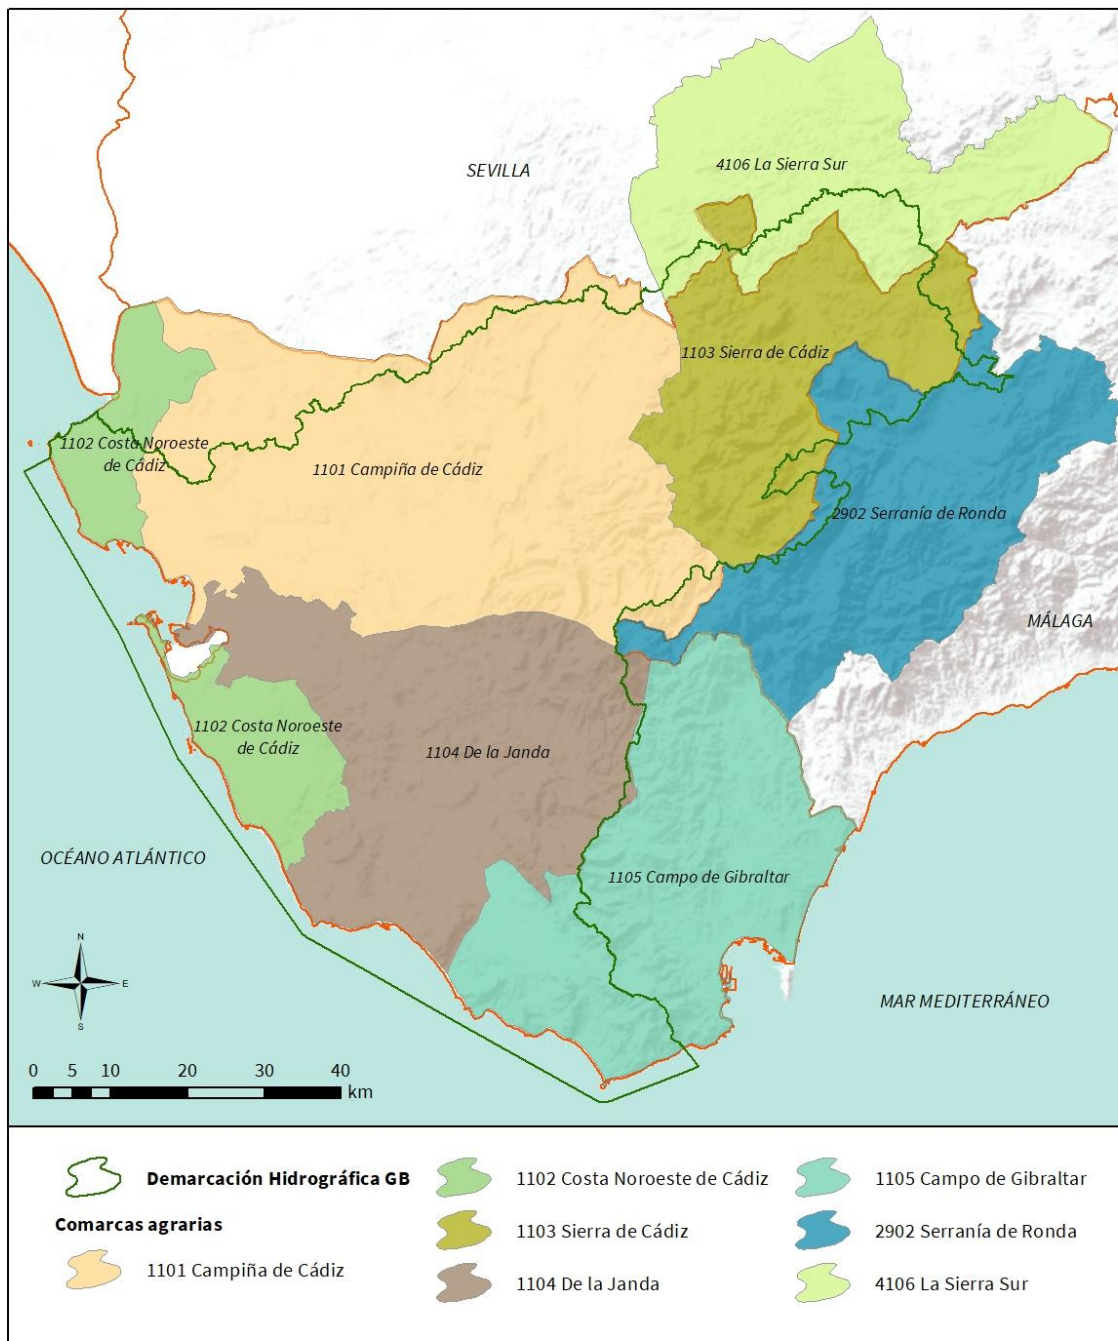 SEVILLA
4106 La Sierra Sur
1103 Sierra de Cádiz
1102 Costa Noroeste
de Cádiz
1101 Campiña de Cádiz
2902 Serranía de Ronda
MÁLAGA
1102 Costa Noroeste
de Cádiz
1104 De la Janda
OCÉANO ATLÁNTICO
1105 Campo de Gibraltar
MAR MEDITERRÁNEO
N
W E
S
0 5 10 20 30 40
km
Demarcación Hidrográfica GB
Comarcas agrarias
1101 Campiña de Cádiz
1102 Costa Noroeste de Cádiz
1103 Sierra de Cádiz
1104 De la Janda
1105 Campo de Gibraltar
2902 Serranía de Ronda
4106 La Sierra Sur